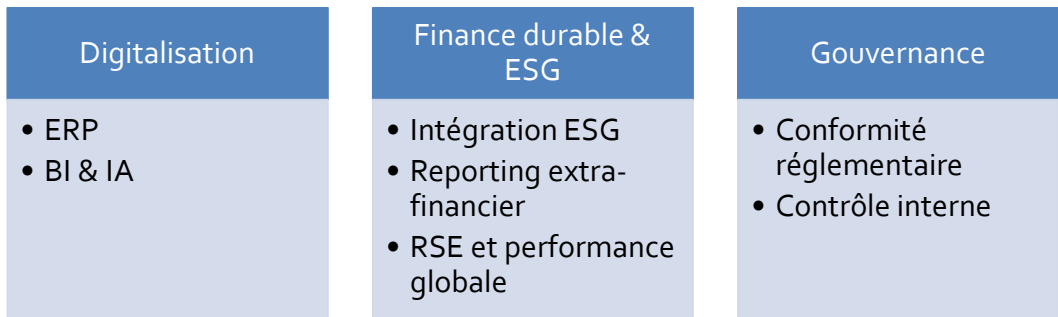 Digitalisation
• ERP
• BI & IA
Finance durable &
ESG
• Intégration ESG
• Reporting extra-
financier
• RSE et performance
globale
Gouvernance
• Conformité
réglementaire
• Contrôle interne